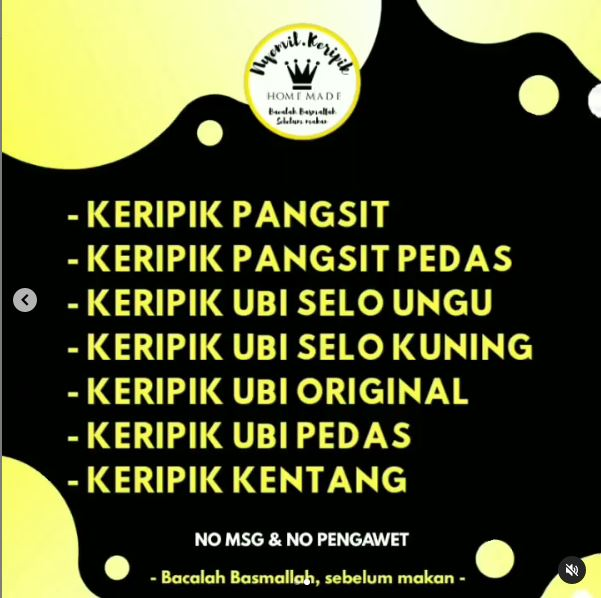 Nyemil.Keripik
HOME MADE
Bacalah Basmallah
Sebelum makan
- KERIPIK PANGSIT
- KERIPIK PANGSIT PEDAS
- KERIPIK UBI SELO UNGU
- KERIPIK UBI SELO KUNING
- KERIPIK UBI ORIGINAL
- KERIPIK UBI PEDAS
- KERIPIK KENTANG
NO MSG & NO PENGAWET
- Bacalah Basmallah, sebelum makan -